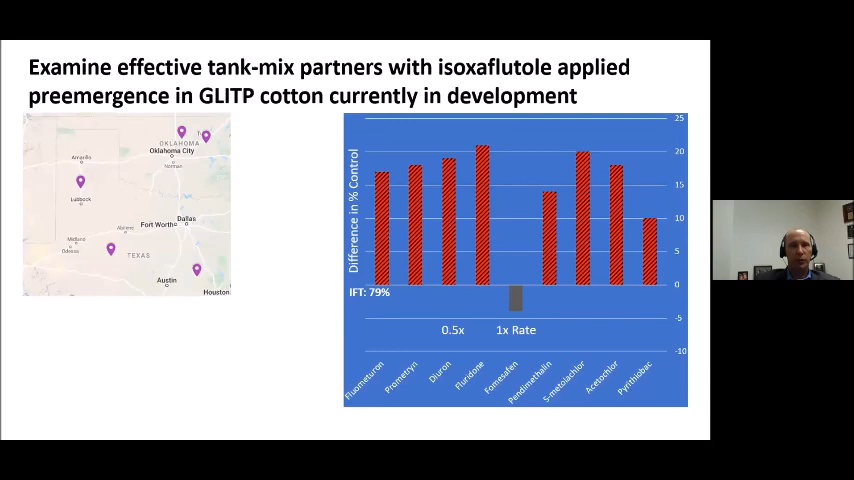 Examine effective tank-mix partners with isoxaflutole applied
preemergence in GLITP cotton currently in development
OKLAHOMA
Oklahoma City
Norman
Amarillo
Lubbock
Abilene
Fort Worth
Dallas
Midland
Odessa
TEXAS
Austin
Houston
Difference in % Control
25
20
15
10
5
0
-5
-10
IFT: 79%
0.5x
1x Rate
Fluometuron
Prometryn
Diuron
Fluridone
Fomesafen
Pendimethalin
S-metolachlor
Acetochlor
Pyrithiobac